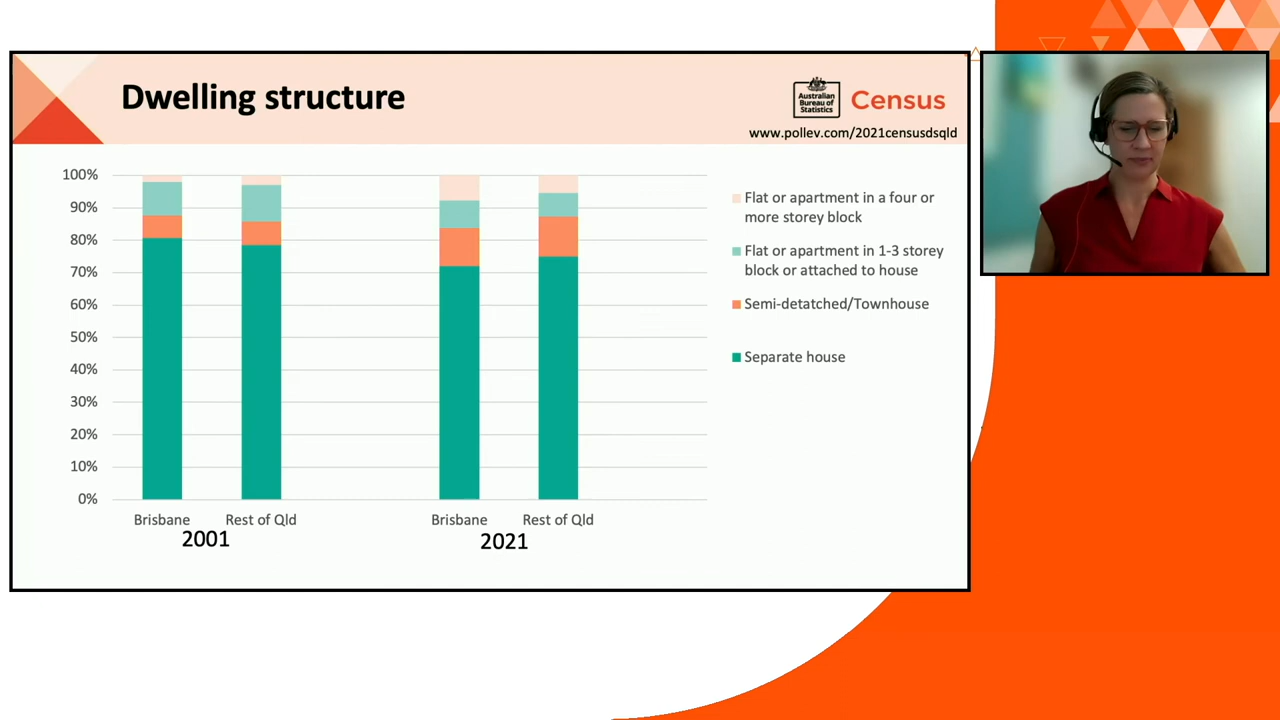 Dwelling structure
Australian
Bureau of
Statistics
Census
www.pollev.com/2021censusdsqld
100%
90%
80%
70%
60%
50%
40%
30%
20%
10%
0%
Brisbane
Rest of Qld
2001
Brisbane
Rest of Qld
2021
Flat or apartment in a four or
more storey block
Flat or apartment in 1-3 storey
block or attached to house
Semi-detatched/Townhouse
Separate house